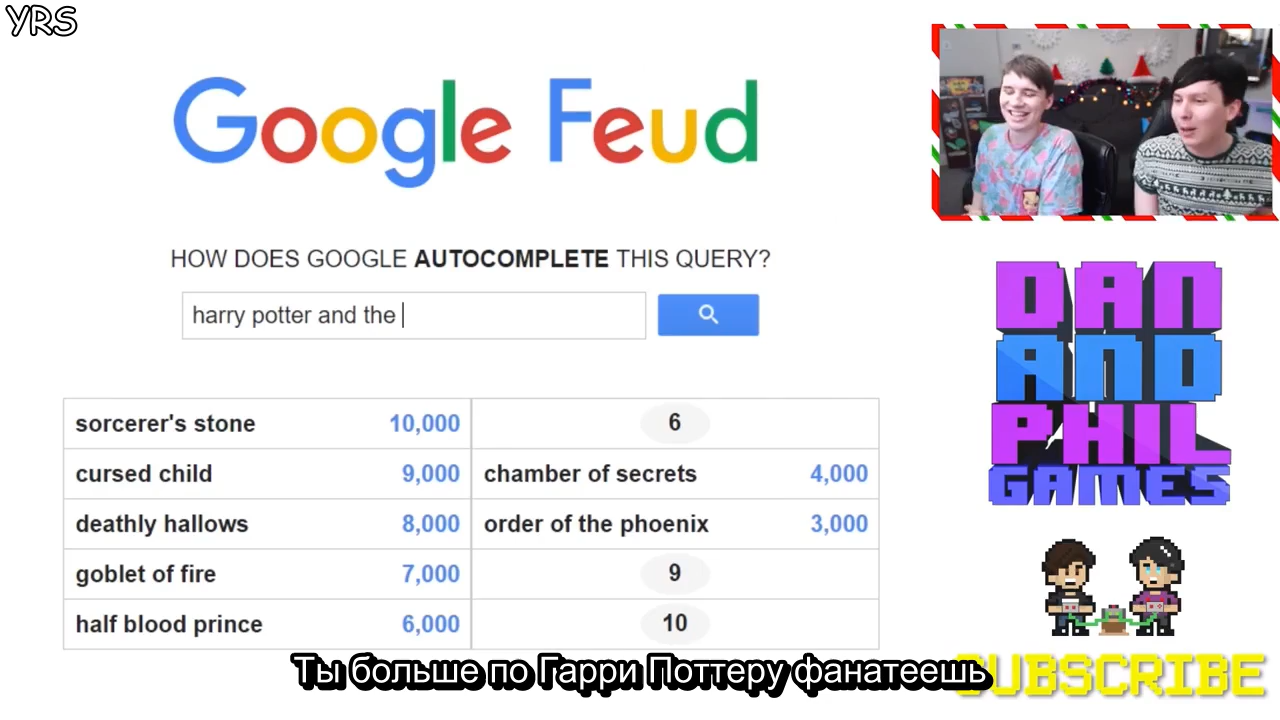 YRS
Google Feud
HOW DOES GOOGLE AUTOCOMPLETE THIS QUERY?
harry potter and the
sorcerer's stone 10,000 6
cursed child 9,000 chamber of secrets 4,000
deathly hallows 8,000 order of the phoenix 3,000
goblet of fire 7,000 9
half blood prince 6,000 10
DAN
AND
PHIL
GAMES
SUBSCRIBE
Ты больше по Гарри Поттеру фанатеешь